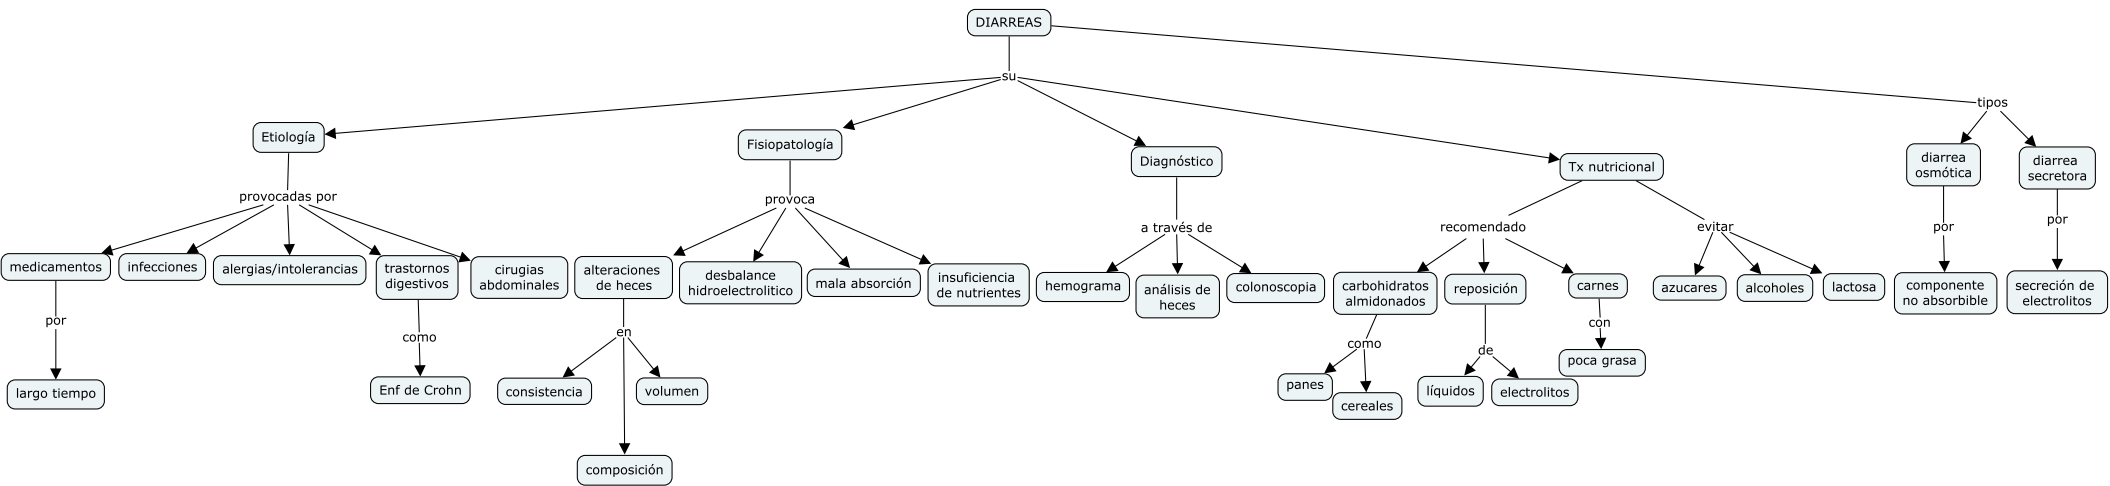 DIARREAS
su
tipos
Etiología
Fisiopatología
Diagnóstico
Tx nutricional
diarrea
osmótica
diarrea
secretora
provocadas por
provoca
a través de
recomendado
evitar
por
por
medicamentos
infecciones
alergias/intolerancias
trastornos
digestivos
cirugias
abdominales
alteraciones
de heces
desbalance
hidroelectrolitico
mala absorción
insuficiencia
de nutrientes
hemograma
análisis de
heces
colonoscopia
carbohidratos
almidonados
reposición
carnes
azucares
alcoholes
lactosa
componente
no absorbible
secreción de
electrolitos
por
como
en
como
de
con
largo tiempo
Enf de Crohn
consistencia
volumen
composición
panes
cereales
líquidos
electrolitos
poca grasa